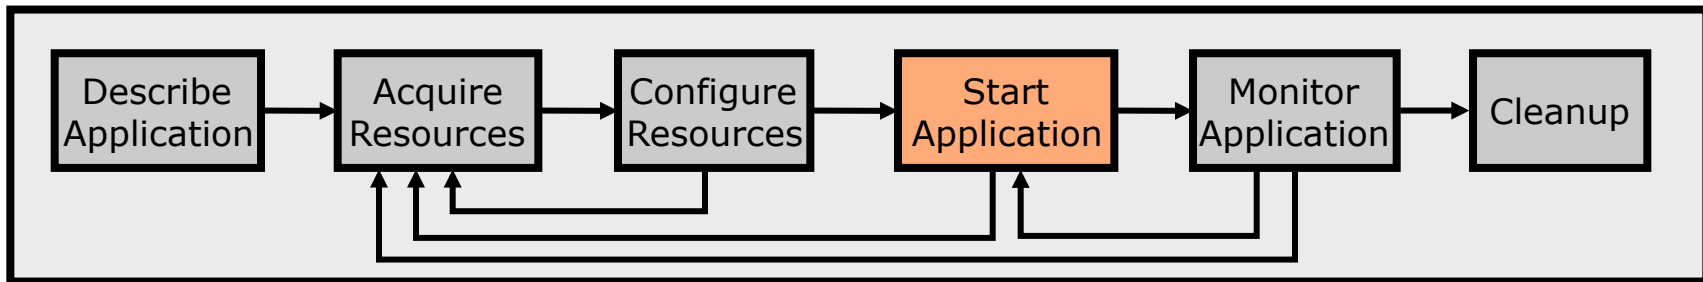 Describe
Application
Acquire
Resources
Configure
Resources
Start
Application
Monitor
Application
Cleanup